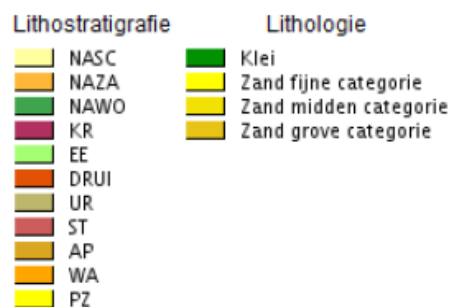 Lithostratigrafie
NASC
NAZA
NAWO
KR
EE
DRUI
UR
ST
AP
WA
PZ
Lithologie
Klei
Zand fijne categorie
Zand midden categorie
Zand grove categorie